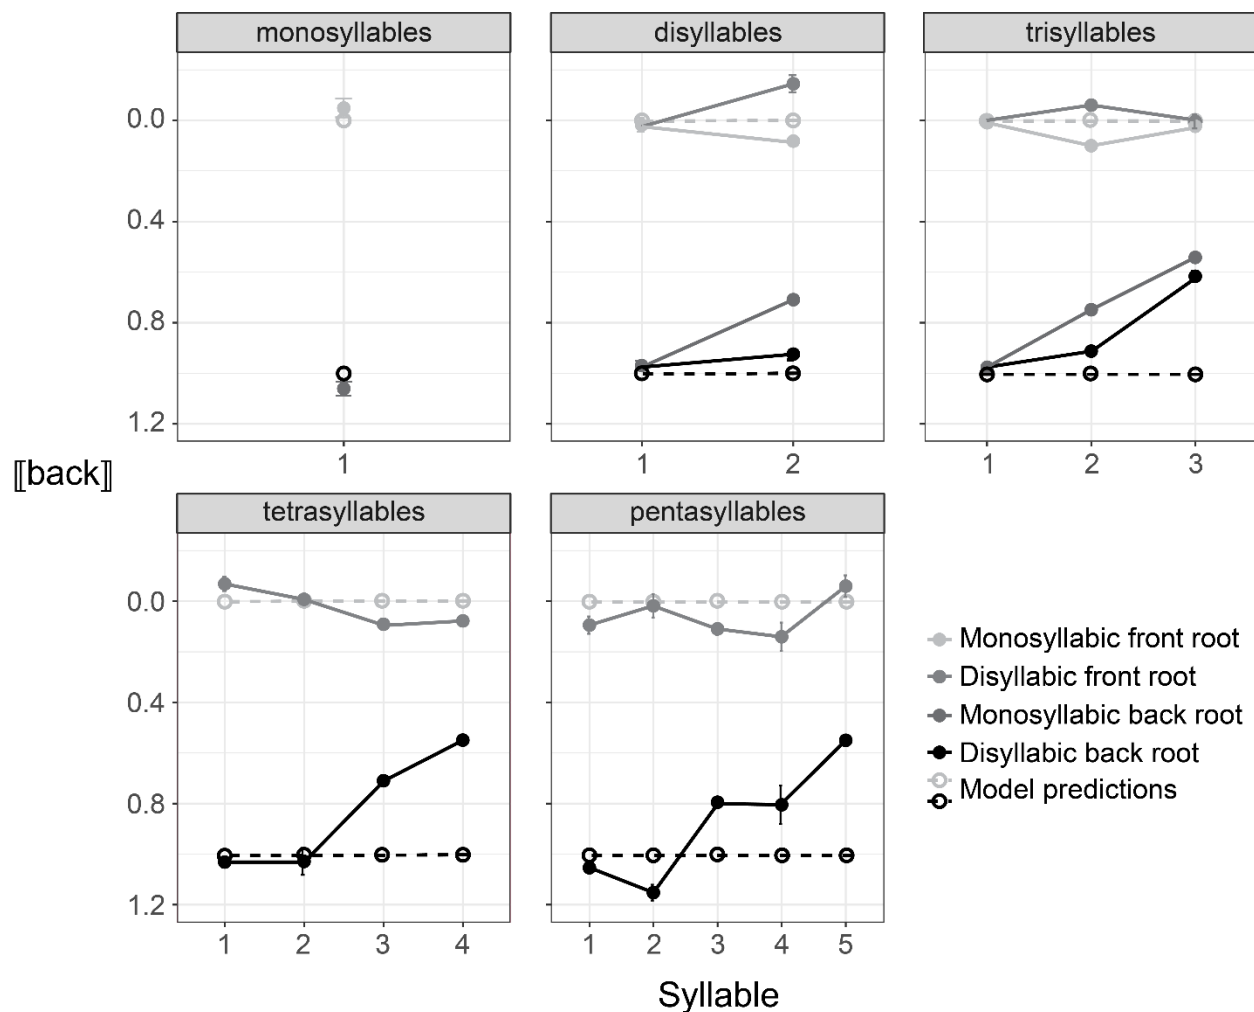 monosyllables disyllables trisyllables
0.0
0.4
0.8
1.2
1 1 2 1 2 3
⟦back⟧
tetrasyllables pentasyllables
0.0
0.4
0.8
1.2
1 2 3 4 1 2 3 4 5
Monosyllabic front root
Disyllabic front root
Monosyllabic back root
Disyllabic back root
Model predictions
Syllable